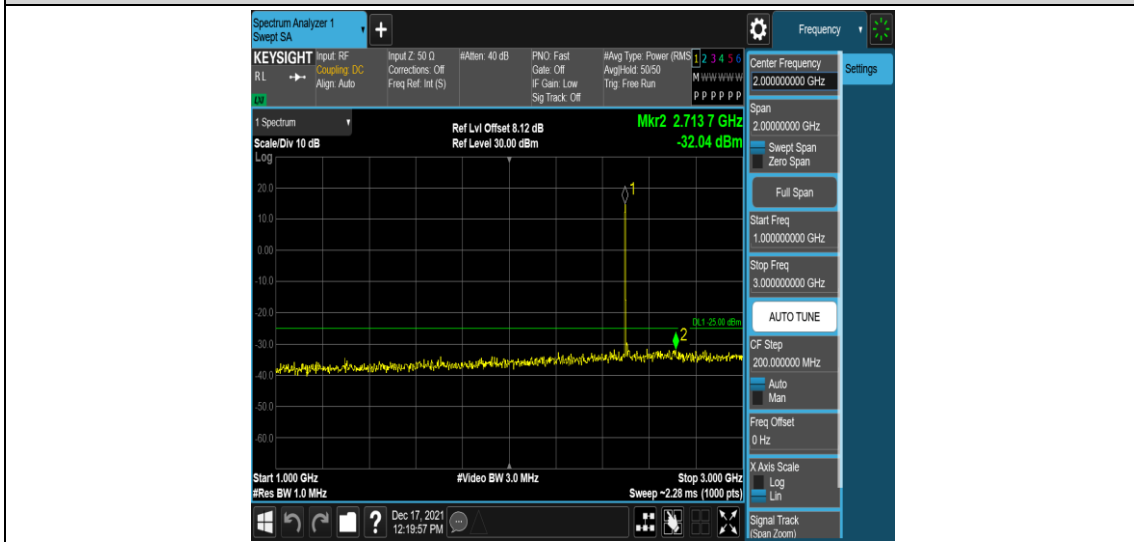 Spectrum Analyzer 1
Swept SA
+
Frequency
KEYSIGHT
RL
LXI
Input: RF
Coupling: DC
Align: Auto
Input Z: 50 Ω
Corrections: Off
Freq Ref: Int (S)
#Atten: 40 dB
PNO: Fast
Gate: Off
IF Gain: Low
Sig Track: Off
#Avg Type: Power (RMS
Avg|Hold: 50/50
Trig: Free Run
1 2 3 4 5 6
M W W W W W
P P P P P P
1 Spectrum
Scale/Div 10 dB
Log
Ref Lvl Offset 8.12 dB
Ref Level 30.00 dBm
Mkr2 2.713 7 GHz
-32.04 dBm
20.0
10.0
0.00
-10.0
-20.0
-30.0
-40.0
-50.0
-60.0
1
DL1 -25.00 dBm
2
Start 1.000 GHz
#Res BW 1.0 MHz
#Video BW 3.0 MHz
Stop 3.000 GHz
Sweep ~2.28 ms (1000 pts)
?
Dec 17, 2021
12:19:57 PM
Center Frequency
2.000000000 GHz
Settings
Span
2.00000000 GHz
Swept Span
Zero Span
Full Span
Start Freq
1.000000000 GHz
Stop Freq
3.000000000 GHz
AUTO TUNE
CF Step
200.000000 MHz
Auto
Man
Freq Offset
0 Hz
X Axis Scale
Log
Lin
Signal Track
(Span Zoom)